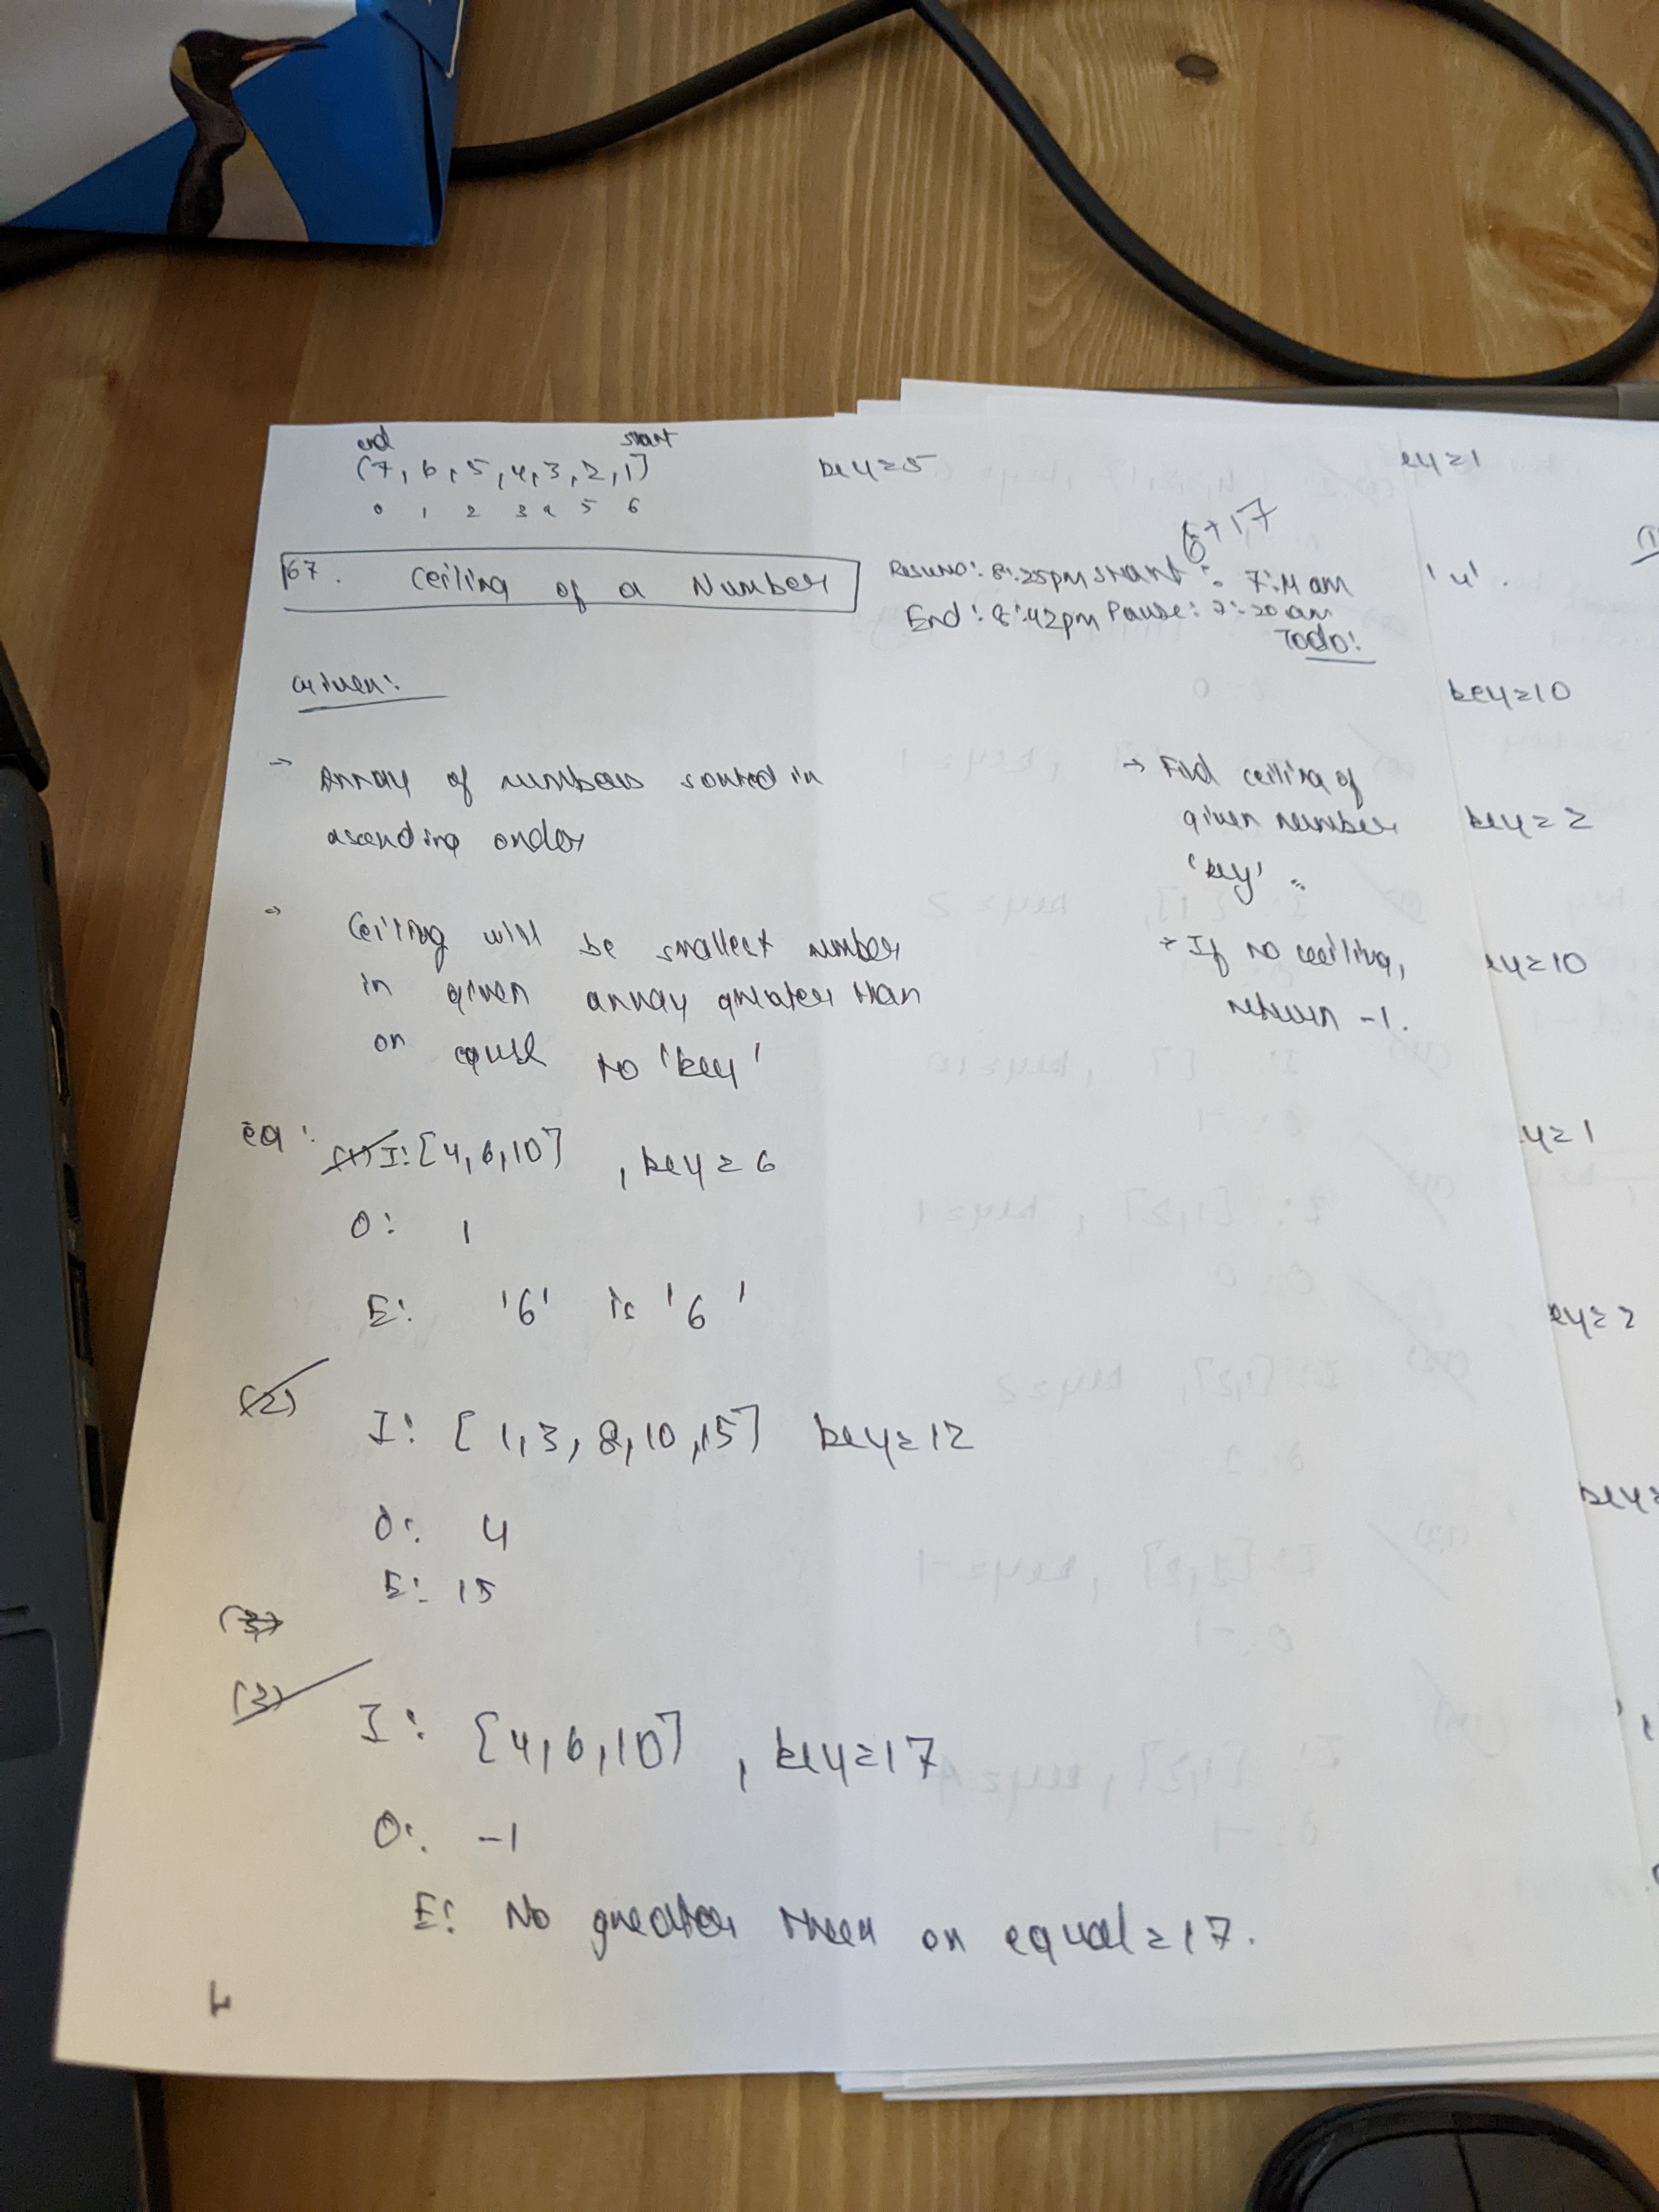 end start
[7, 6, 5, 4, 3, 2, 1] key=5
0 1 2 3 4 5 6
6+17
67. Ceiling of a Number
Resume: 8:25pm Start: 7:14 am
End: 8:42pm Pause: 7:20 am
Given:
Todo:
→ Array of numbers sorted in
ascending order
→ Ceiling will be smallest number
in given array greater than
or equal to 'key'
→ Find ceiling of
given number
'key'.
→ If no ceiling,
return -1.
eg:
(1) I: [4,6,10] , key=6
O: 1
E: '6' is '6'
(2)
I: [1,3,8,10,15] key=12
O: 4
E: 15
(3)
(3)
I: [4,6,10] , key=17
O: -1
E: No greater then or equal=17.
ey=1
'4'.
key=10
key=2
ey=10
y=1
ey=2
key=